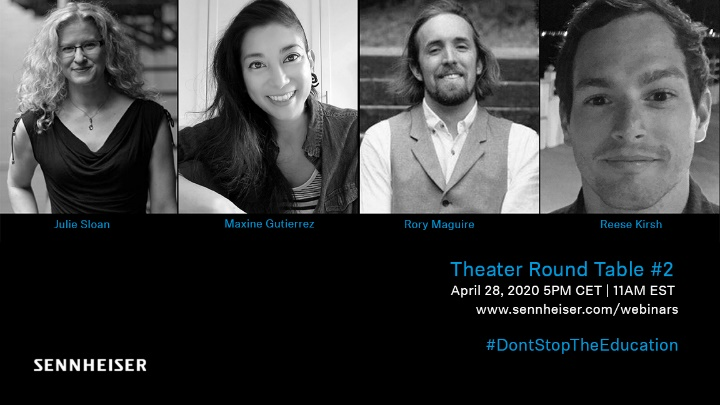 Julie Sloan
Maxine Gutierrez
Rory Maguire
Reese Kirsh
Theater Round Table #2
April 28, 2020 5PM CET | 11AM EST
www.sennheiser.com/webinars
#DontStopTheEducation
SENNHEISER